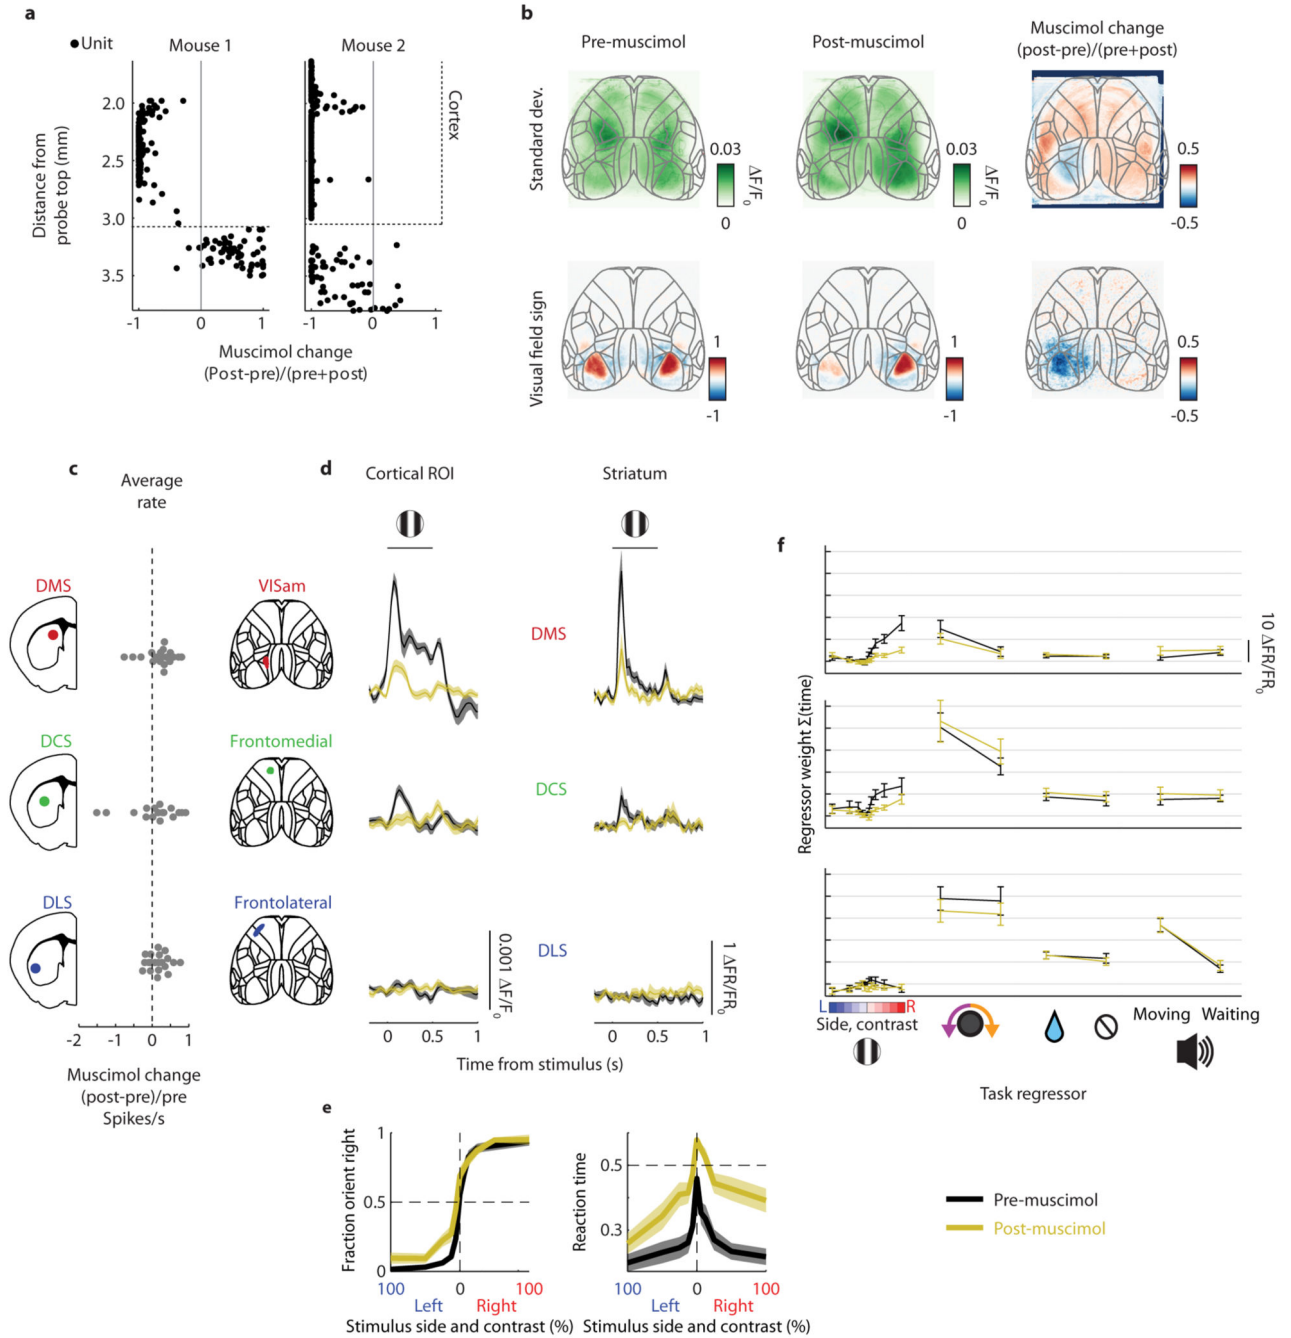 a
Unit
Mouse 1
Mouse 2
Distance from
probe top (mm)
2.0
2.5
3.0
3.5
Cortex
-1
0
1
-1
0
1
Muscimol change
(Post-pre)/(pre+post)
b
Pre-muscimol
Post-muscimol
Muscimol change
(post-pre)/(pre+post)
Standard dev.
0.03
ΔF/F0
0
0.03
ΔF/F0
0
0.5
-0.5
Visual field sign
1
-1
1
-1
0.5
-0.5
c
Average
rate
DMS
VISam
DCS
Frontomedial
DLS
Frontolateral
-2
-1
0
1
Muscimol change
(post-pre)/pre
Spikes/s
d
Cortical ROI
Striatum
DMS
DCS
DLS
0.001 ΔF/F0
1 ΔFR/FR0
0
0.5
1
0
0.5
1
Time from stimulus (s)
e
Fraction orient right
1
0.5
0
100
0
100
Left
Right
Stimulus side and contrast (%)
Reaction time
0.5
0.3
100
0
100
Left
Right
Stimulus side and contrast (%)
f
Regressor weight Σ(time)
10 ΔFR/FR0
L
R
Side, contrast
Moving
Waiting
Task regressor
Pre-muscimol
Post-muscimol